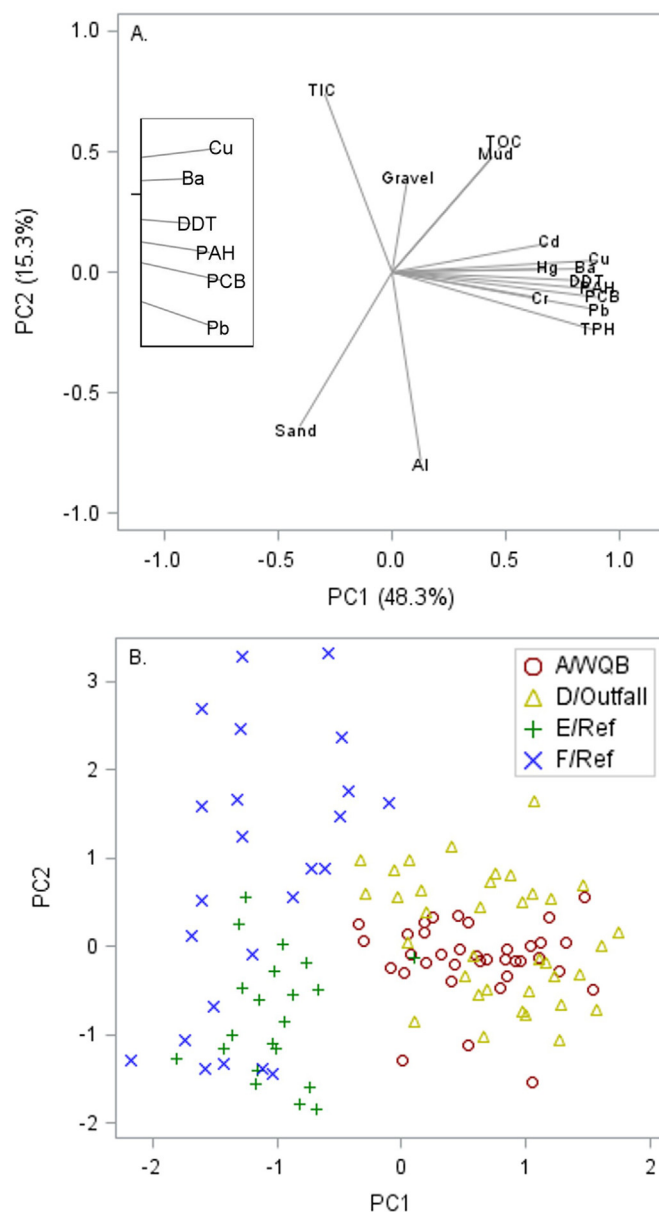 A.
1.0
0.5
0.0
-0.5
-1.0
PC2 (15.3%)
TIC
TOC
Mud
Gravel
Cd
Cu
Hg
Ba
DDT
PAH
Cr
PCB
Pb
TPH
Sand
Al
Cu
Ba
DDT
PAH
PCB
Pb
-1.0 -0.5 0.0 0.5 1.0
PC1 (48.3%)
B.
A/WQB
D/Outfall
E/Ref
F/Ref
3
2
1
0
-1
-2
PC2
-2 -1 0 1 2
PC1